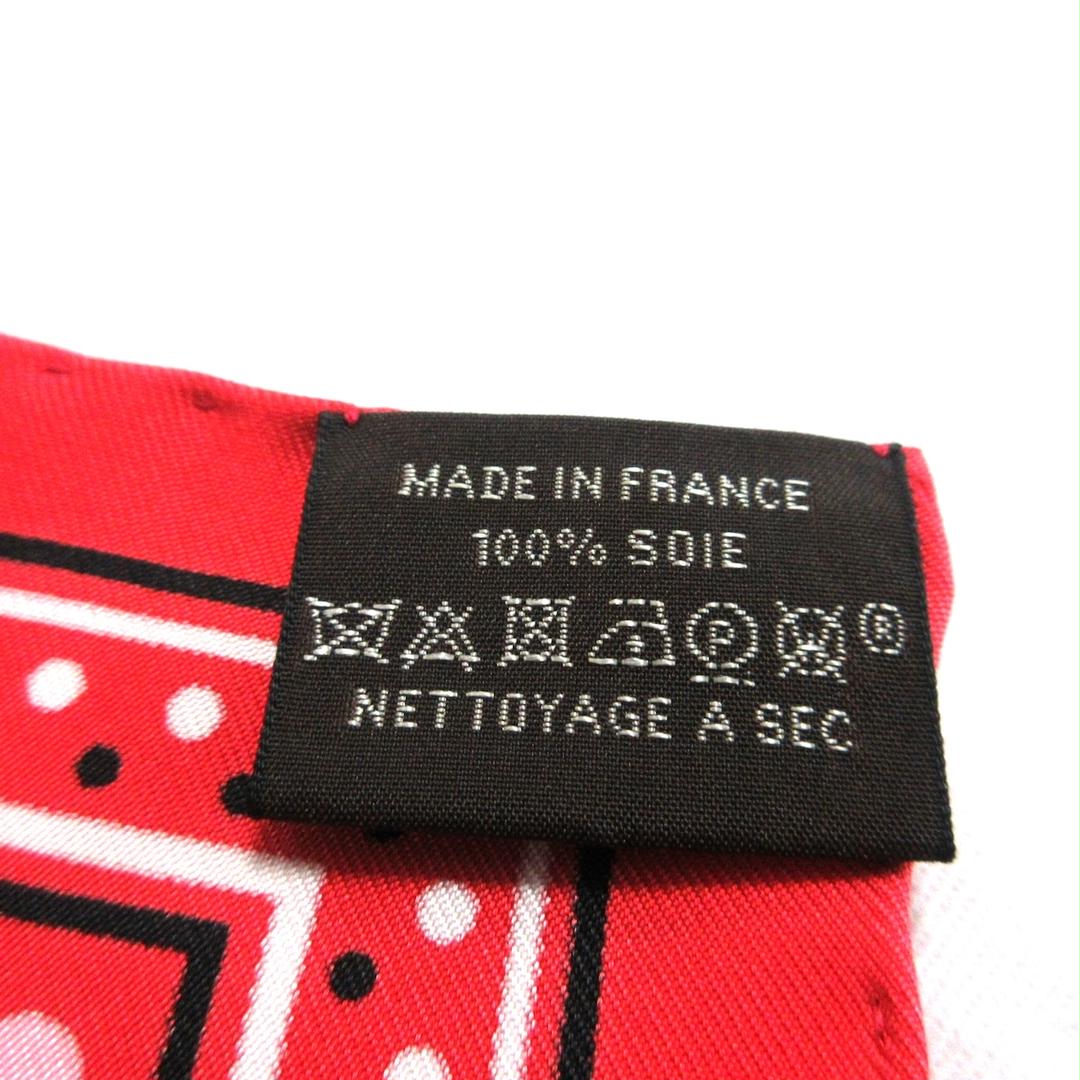 MADE IN FRANCE
100% SOIE
P W ®
NETTOYAGE A SEC